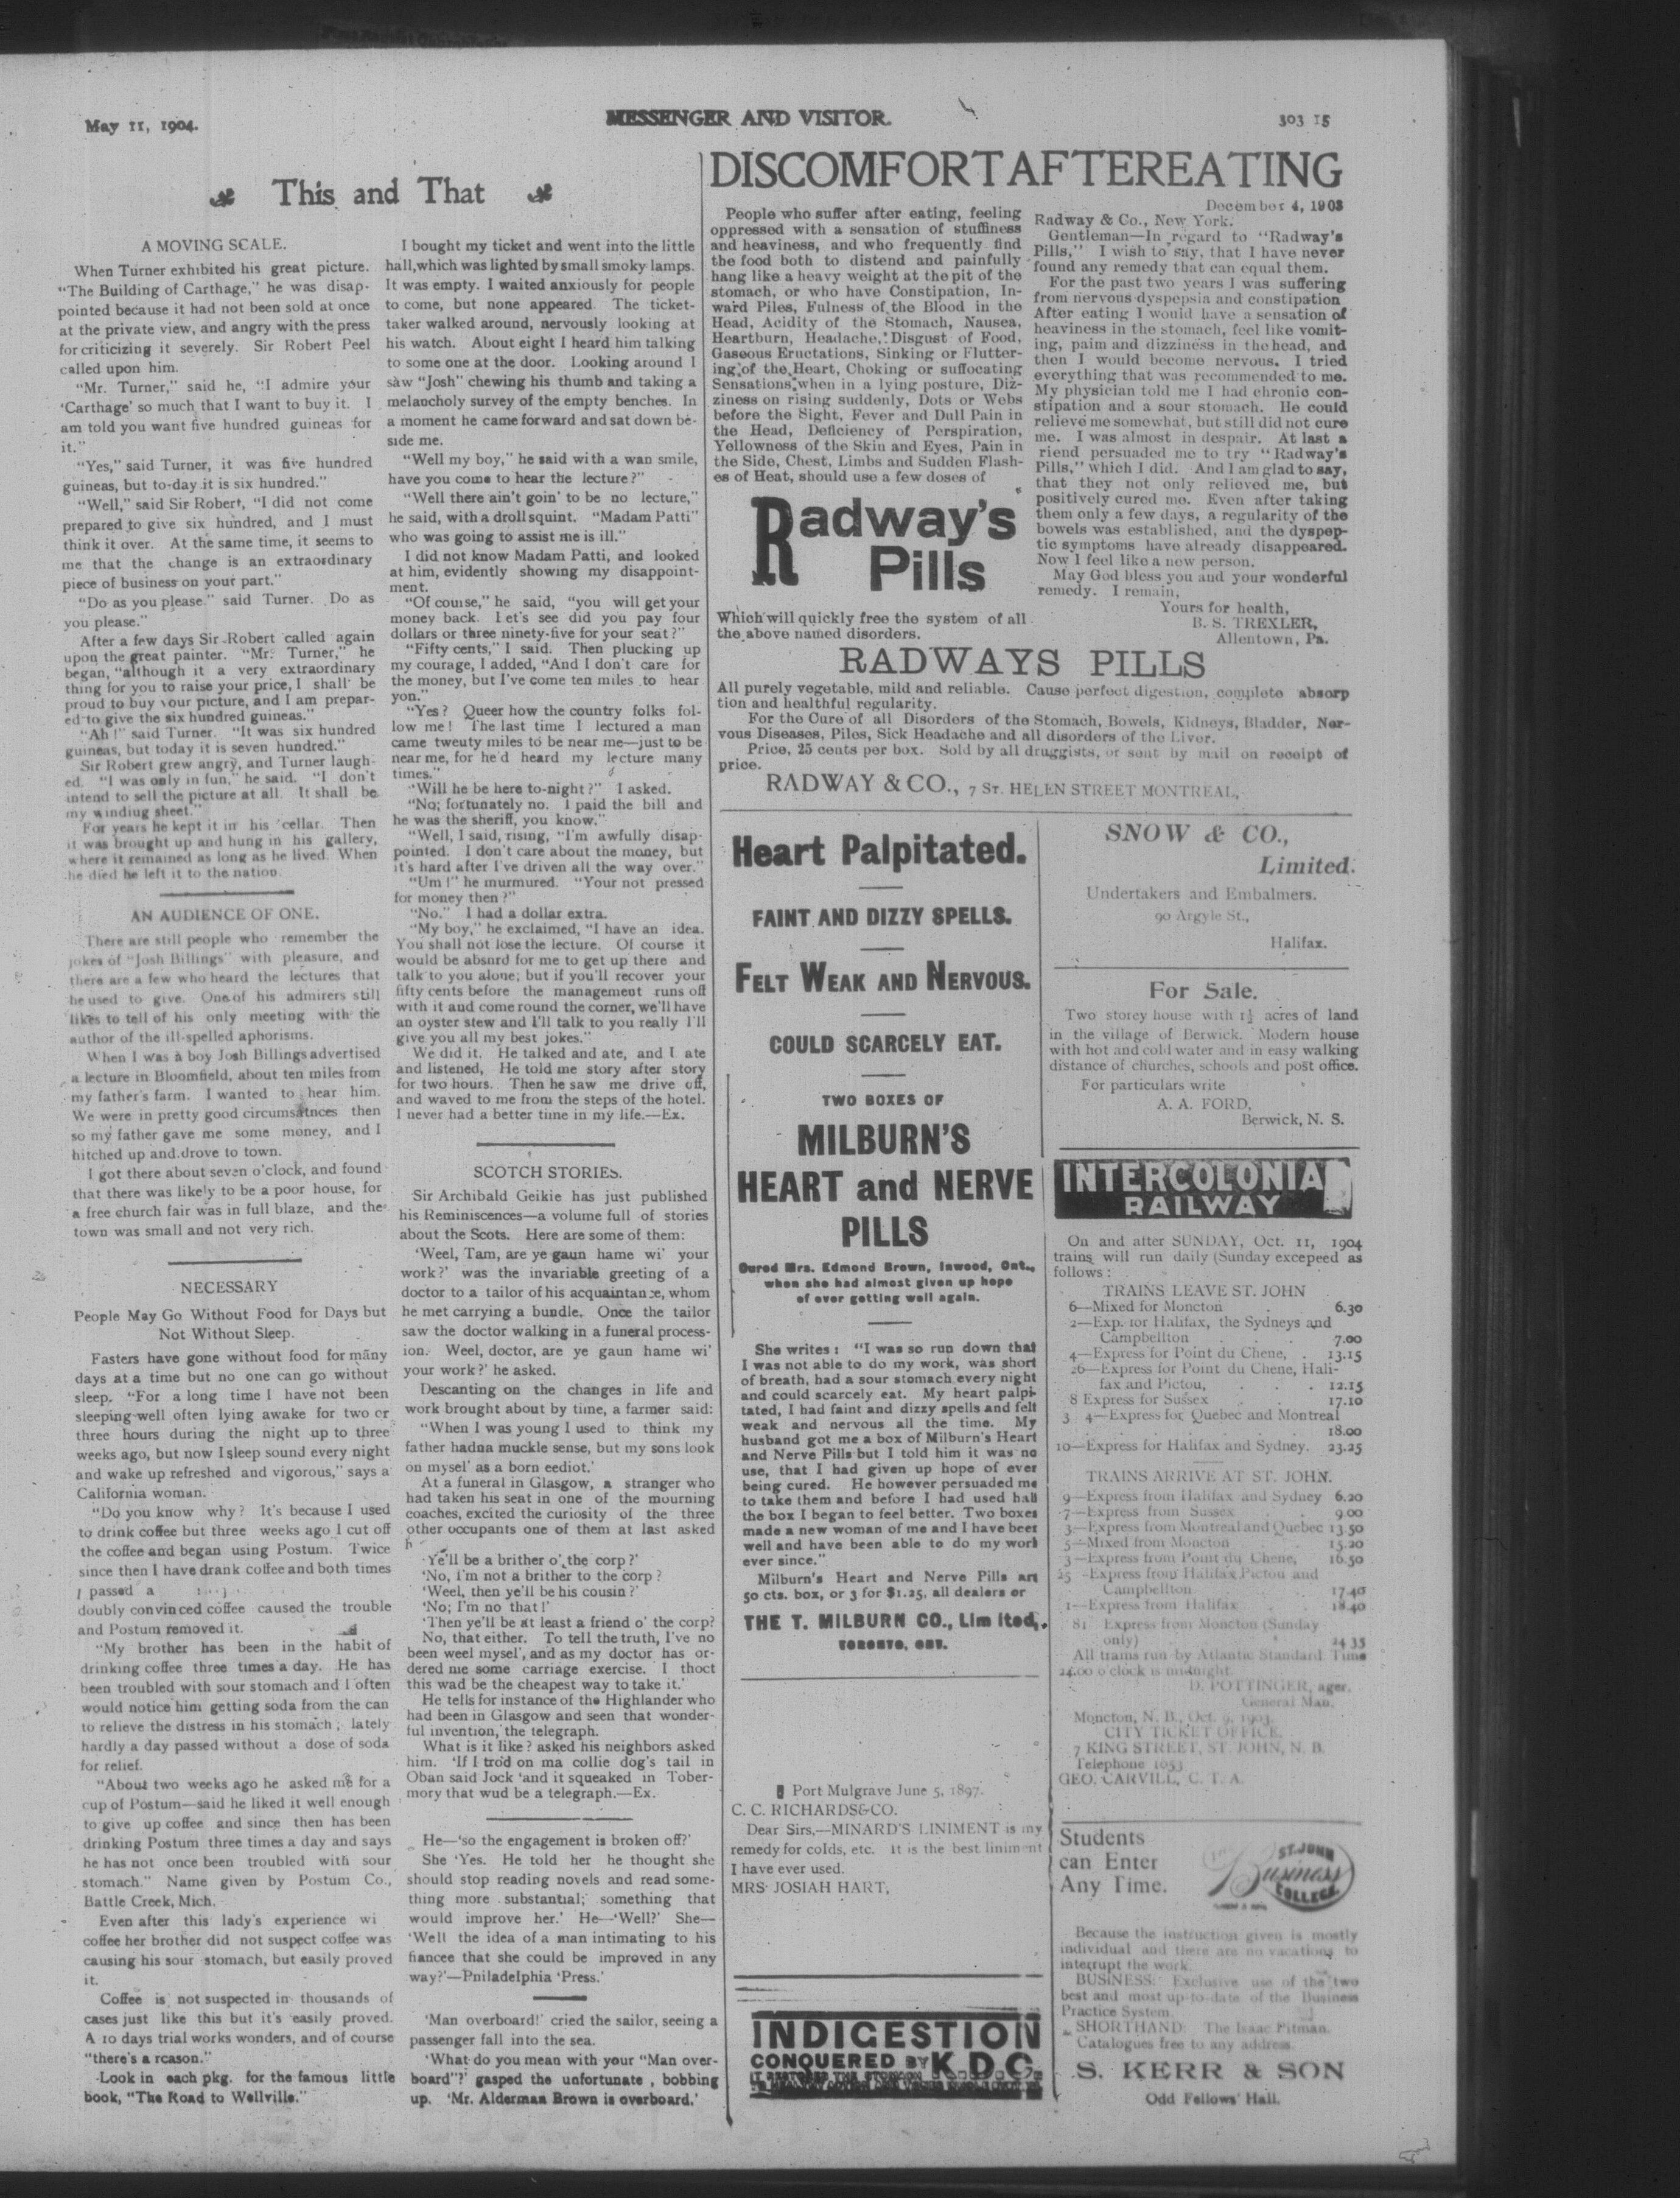 May 11, 1904.
MESSENGER AND VISITOR.
303 15
This and That
A MOVING SCALE.
When Turner exhibited his great picture.
"The Building of Carthage," he was disap-
pointed because it had not been sold at once
at the private view, and angry with the press
for criticizing it severely. Sir Robert Peel
called upon him.
"Mr. Turner," said he, "I admire your
'Carthage' so much that I want to buy it. I
am told you want five hundred guineas for
it."
"Yes," said Turner, it was five hundred
guineas, but to-day it is six hundred."
"Well," said Sir Robert, "I did not come
prepared to give six hundred, and I must
think it over. At the same time, it seems to
me that the change is an extraordinary
piece of business on your part."
"Do as you please." said Turner. Do as
you please."
After a few days Sir Robert called again
upon the great painter. "Mr. Turner," he
began, "although it a very extraordinary
thing for you to raise your price, I shall be
proud to buy your picture, and I am prepar-
ed to give the six hundred guineas."
"Ah!" said Turner. "It was six hundred
guineas, but today it is seven hundred."
Sir Robert grew angry, and Turner laugh-
ed. "I was only in fun," he said. "I don't
intend to sell the picture at all. It shall be
my winding sheet."
For years he kept it in his cellar. Then
it was brought up and hung in his gallery,
where it remained as long as he lived. When
he died he left it to the nation.
AN AUDIENCE OF ONE.
There are still people who remember the
jokes of "Josh Billings" with pleasure, and
there are a few who heard the lectures that
he used to give. One of his admirers still
likes to tell of his only meeting with the
author of the ill-spelled aphorisms.
When I was a boy Josh Billings advertised
a lecture in Bloomfield, about ten miles from
my father's farm. I wanted to hear him.
We were in pretty good circumsatnces then
so my father gave me some money, and I
hitched up and drove to town.
I got there about seven o'clock, and found
that there was likely to be a poor house, for
a free church fair was in full blaze, and the
town was small and not very rich.
NECESSARY
People May Go Without Food for Days but
Not Without Sleep.
Fasters have gone without food for many
days at a time but no one can go without
sleep. "For a long time I have not been
sleeping well often lying awake for two or
three hours during the night up to three
weeks ago, but now I sleep sound every night
and wake up refreshed and vigorous," says a
California woman.
"Do you know why? It's because I used
to drink coffee but three weeks ago I cut off
the coffee and began using Postum. Twice
since then I have drank coffee and both times
I passed a
doubly convinced coffee caused the trouble
and Postum removed it.
"My brother has been in the habit of
drinking coffee three times a day. He has
been troubled with sour stomach and I often
would notice him getting soda from the can
to relieve the distress in his stomach; lately
hardly a day passed without a dose of soda
for relief.
"About two weeks ago he asked me for a
cup of Postum—said he liked it well enough
to give up coffee and since then has been
drinking Postum three times a day and says
he has not once been troubled with sour
stomach." Name given by Postum Co.,
Battle Creek, Mich.
Even after this lady's experience wi
coffee her brother did not suspect coffee was
causing his sour stomach, but easily proved
it.
Coffee is not suspected in thousands of
cases just like this but it's easily proved.
A 10 days trial works wonders, and of course
"there's a reason."
Look in each pkg. for the famous little
book, "The Road to Wellville."
I bought my ticket and went into the little
hall, which was lighted by small smoky lamps.
It was empty. I waited anxiously for people
to come, but none appeared. The ticket-
taker walked around, nervously looking at
his watch. About eight I heard him talking
to some one at the door. Looking around I
saw "Josh" chewing his thumb and taking a
melancholy survey of the empty benches. In
a moment he came forward and sat down be-
side me.
"Well my boy," he said with a wan smile,
have you come to hear the lecture?"
"Well there ain't goin' to be no lecture,"
he said, with a droll squint. "Madam Patti"
who was going to assist me is ill."
I did not know Madam Patti, and looked
at him, evidently showing my disappoint-
ment.
"Of course," he said, "you will get your
money back. Let's see did you pay four
dollars or three ninety-five for your seat?"
"Fifty cents," I said. Then plucking up
my courage, I added, "And I don't care for
the money, but I've come ten miles to hear
yon."
"Yes? Queer how the country folks fol-
low me! The last time I lectured a man
came tweuty miles to be near me—just to be
near me, for he'd heard my lecture many
times."
"Will he be here to-night?" I asked.
"No; fortunately no. I paid the bill and
he was the sheriff, you know."
"Well, I said, rising, "I'm awfully disap-
pointed. I don't care about the money, but
it's hard after I've driven all the way over."
"Um!" he murmured. "Your not pressed
for money then?"
"No." I had a dollar extra.
"My boy," he exclaimed, "I have an idea.
You shall not lose the lecture. Of course it
would be absurd for me to get up there and
talk to you alone; but if you'll recover your
fifty cents before the management runs off
with it and come round the corner, we'll have
an oyster stew and I'll talk to you really I'll
give you all my best jokes."
We did it. He talked and ate, and I ate
and listened, He told me story after story
for two hours. Then he saw me drive off,
and waved to me from the steps of the hotel.
I never had a better time in my life.—Ex.
SCOTCH STORIES.
Sir Archibald Geikie has just published
his Reminiscences—a volume full of stories
about the Scots. Here are some of them:
'Weel, Tam, are ye gaun hame wi' your
work?' was the invariable greeting of a
doctor to a tailor of his acquaintance, whom
he met carrying a bundle. Once the tailor
saw the doctor walking in a funeral process-
ion. Weel, doctor, are ye gaun hame wi'
your work?' he asked.
Descanting on the changes in life and
work brought about by time, a farmer said:
"When I was young I used to think my
father hadna muckle sense, but my sons look
on mysel' as a born eediot.'
At a funeral in Glasgow, a stranger who
had taken his seat in one of the mourning
coaches, excited the curiosity of the three
other occupants one of them at last asked
h
'Ye'll be a brither o' the corp?'
'No, i'm not a brither to the corp?
'Weel, then ye'll be his cousin?'
'No; I'm no that!'
'Then ye'll be at least a friend o' the corp?
No, that either. To tell the truth, I've no
been weel mysel', and as my doctor has or-
dered me some carriage exercise. I thoct
this wad be the cheapest way to take it.'
He tells for instance of the Highlander who
had been in Glasgow and seen that wonder-
ful invention, the telegraph.
What is it like? asked his neighbors asked
him. 'If I trod on ma collie dog's tail in
Oban said Jock 'and it squeaked in Tober-
mory that wud be a telegraph.—Ex.
He—'so the engagement is broken off?'
She 'Yes. He told her he thought she
should stop reading novels and read some-
thing more substantial; something that
would improve her.' He—'Well?' She—
'Well the idea of a man intimating to his
fiancee that she could be improved in any
way?'—Pniladelphia 'Press.'
'Man overboard!' cried the sailor, seeing a
passenger fall into the sea.
'What do you mean with your "Man over-
board"?' gasped the unfortunate, bobbing
up. 'Mr. Alderman Brown is overboard.'
DISCOMFORT AFTER EATING
People who suffer after eating, feeling
oppressed with a sensation of stuffiness
and heaviness, and who frequently find
the food both to distend and painfully
hang like a heavy weight at the pit of the
stomach, or who have Constipation, In-
ward Piles, Fulness of the Blood in the
Head, Acidity of the Stomach, Nausea,
Heartburn, Headache, Disgust of Food,
Gaseous Eructations, Sinking or Flutter-
ing of the Heart, Choking or suffocating
Sensations when in a lying posture, Diz-
ziness on rising suddenly, Dots or Webs
before the Sight, Fever and Dull Pain in
the Head, Deficiency of Perspiration,
Yellowness of the Skin and Eyes, Pain in
the Side, Chest, Limbs and Sudden Flash-
es of Heat, should use a few doses of
Radway's
Pills
Which will quickly free the system of all
the above named disorders.
December 4, 1903
Radway & Co., New York.
Gentleman—In regard to "Radway's
Pills," I wish to say, that I have never
found any remedy that can equal them.
For the past two years I was suffering
from nervous dyspepsia and constipation
After eating I would have a sensation of
heaviness in the stomach, feel like vomit-
ing, paim and dizziness in the head, and
then I would become nervous. I tried
everything that was recommended to me.
My physician told me I had chronic con-
stipation and a sour stomach. He could
relieve me somewhat, but still did not cure
me. I was almost in despair. At last a
riend persuaded me to try "Radway's
Pills," which I did. And I am glad to say,
that they not only relieved me, but
positively cured me. Even after taking
them only a few days, a regularity of the
bowels was established, and the dyspep-
tic symptoms have already disappeared.
Now I feel like a new person.
May God bless you and your wonderful
remedy. I remain,
Yours for health,
B. S. TREXLER,
Allentown, Pa.
RADWAYS PILLS
All purely vegetable, mild and reliable. Cause perfect digestion, complete absorp
tion and healthful regularity.
For the Cure of all Disorders of the Stomach, Bowels, Kidneys, Bladder, Ner-
vous Diseases, Piles, Sick Headache and all disorders of the Liver.
Price, 25 cents per box. Sold by all druggists, or sent by mail on receipt of
price.
RADWAY & CO., 7 ST. HELEN STREET MONTREAL,
Heart Palpitated.
FAINT AND DIZZY SPELLS.
FELT WEAK AND NERVOUS.
COULD SCARCELY EAT.
TWO BOXES OF
MILBURN'S
HEART and NERVE
PILLS
Cured Mrs. Edmond Brown, Inwood, Ont.,
when she had almost given up hope
of ever getting well again.
She writes: "I was so run down that
I was not able to do my work, was short
of breath, had a sour stomach every night
and could scarcely eat. My heart palpi-
tated, I had faint and dizzy spells and felt
weak and nervous all the time. My
husband got me a box of Milburn's Heart
and Nerve Pills but I told him it was no
use, that I had given up hope of ever
being cured. He however persuaded me
to take them and before I had used half
the box I began to feel better. Two boxes
made a new woman of me and I have beer
well and have been able to do my work
ever since."
Milburn's Heart and Nerve Pills are
50 cts. box, or 3 for $1.25, all dealers or
THE T. MILBURN CO., Limited,
TORONTO, ONT.
Port Mulgrave June 5, 1897.
C. C. RICHARDS & CO.
Dear Sirs,—MINARD'S LINIMENT is my
remedy for colds, etc. It is the best liniment
I have ever used.
MRS. JOSIAH HART,
INDIGESTION
CONQUERED BY K.D.C.
SNOW & CO.,
Limited.
Undertakers and Embalmers.
90 Argyle St.,
Halifax.
For Sale.
Two storey house with 1½ acres of land
in the village of Berwick. Modern house
with hot and cold water and in easy walking
distance of churches, schools and post office.
For particulars write
A. A. FORD,
Berwick, N. S.
INTERCOLONIA
RAILWAY
On and after SUNDAY, Oct. 11, 1904
trains will run daily (Sunday excepeed as
follows:
TRAINS LEAVE ST. JOHN
6—Mixed for Moncton 6.30
2—Exp. for Halifax, the Sydneys and
Campbellton 7.00
4—Express for Point du Chene, 13.15
26—Express for Point du Chene, Hali-
fax and Pictou, 12.15
8 Express for Sussex 17.10
3 4—Express for Quebec and Montreal
18.00
10—Express for Halifax and Sydney. 23.25
TRAINS ARRIVE AT ST. JOHN.
9—Express from Halifax and Sydney 6.20
7—Express from Sussex 9.00
3—Express from Montreal and Quebec 13.50
5—Mixed from Moncton 15.20
3—Express from Point du Chene, 16.50
25 -Express from Halifax Pictou and
Campbellton 17.40
1—Express from Halifax 18.40
81 Express from Moncton (Sunday
only) 24.35
All trains run by Atlantic Standard Time
24.00 o'clock is midnight.
D. POTTINGER,
General Man.
Moncton, N. B., Oct. 9, 1903.
CITY TICKET OFFICE,
7 KING STREET, ST. JOHN, N. B.
Telephone 1053
GEO. CARVILL, C. T. A.
Students
can Enter
Any Time.
ST. JOHN
Business
COLLEGE
Because the instruction given is mostly
individual and there are no vacations to
interrupt the work.
BUSINESS: Exclusive use of the two
best and most up-to-date of the Business
Practice System.
SHORTHAND: The Isaac Pitman.
Catalogues free to any address.
S. KERR & SON
Odd Fellows' Hall.